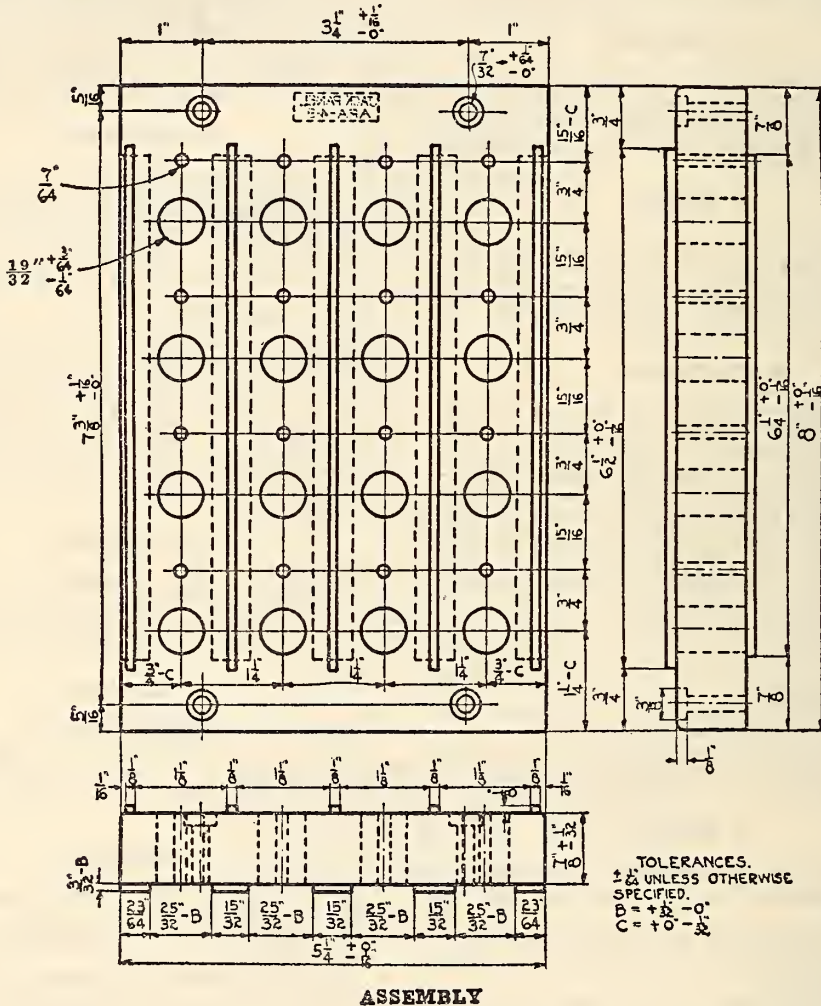 1" 3 1/4" +1/16" -0" 1"
7/32" +1/64" -0"
5/16"
15/16"-C
3/4"
7/8"
7/64"
3/4"
19/32"
15/16"
3/4"
7 3/8" +1/16" -0"
15/16"
6 1/2" +0" -1/16"
6 1/4" +0" -1/16"
8" +0" -1/16"
3/4"
15/16"
3/4"
3/4"-C 1 1/4" 1 1/4" 1 1/4" 3/4"-C
1 1/4"-C
3/4"
3/8"
7/8"
5/16"
1/8"
1/8" 1/8" 1/8" 1/8" 1/8"
3/32"-B
7/8" ±1/32"
23/64" 25/32"-B 15/32" 25/32"-B 15/32" 25/32"-B 15/32" 25/32"-B 23/64"
5 1/4" +0" -1/16"
TOLERANCES.
±1/64" UNLESS OTHERWISE
SPECIFIED.
B = +1/32" -0"
C = +0" -1/32"
ASSEMBLY